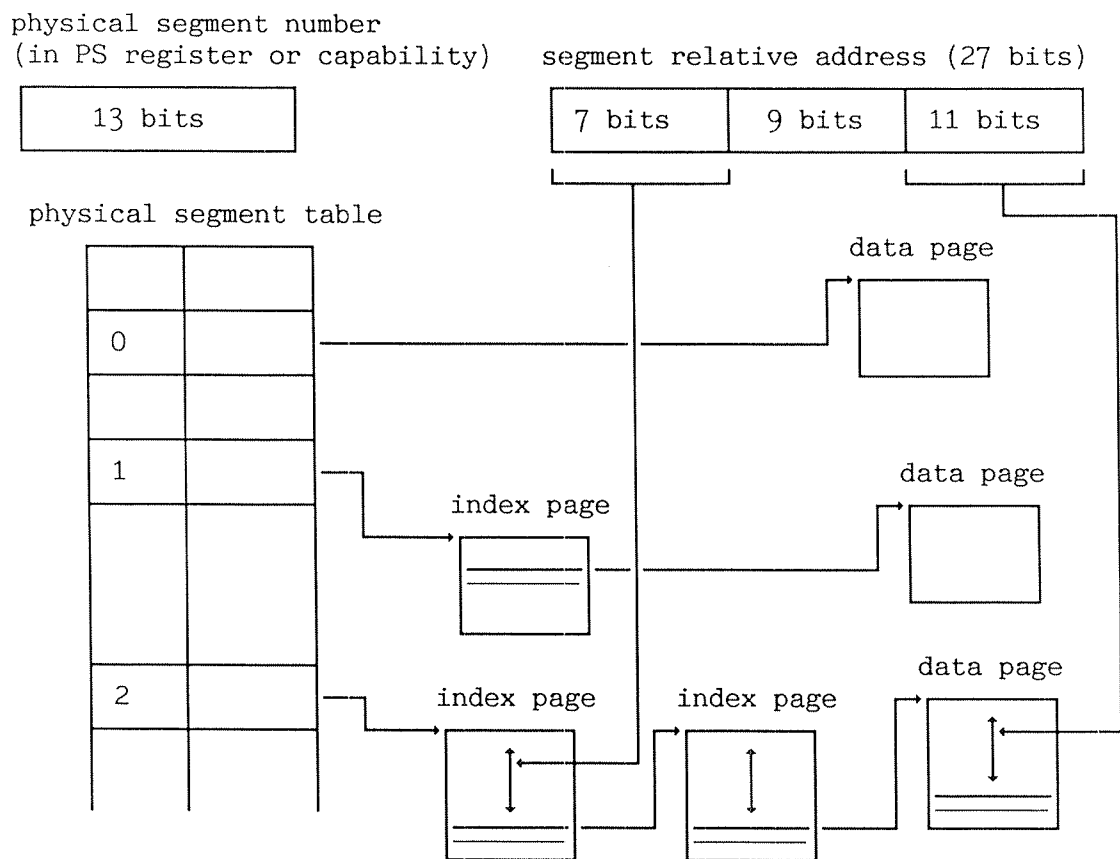 physical segment number
(in PS register or capability)
segment relative address (27 bits)
13 bits
7 bits
9 bits
11 bits
physical segment table
data page
0
1
data page
index page
data page
2
index page
index page